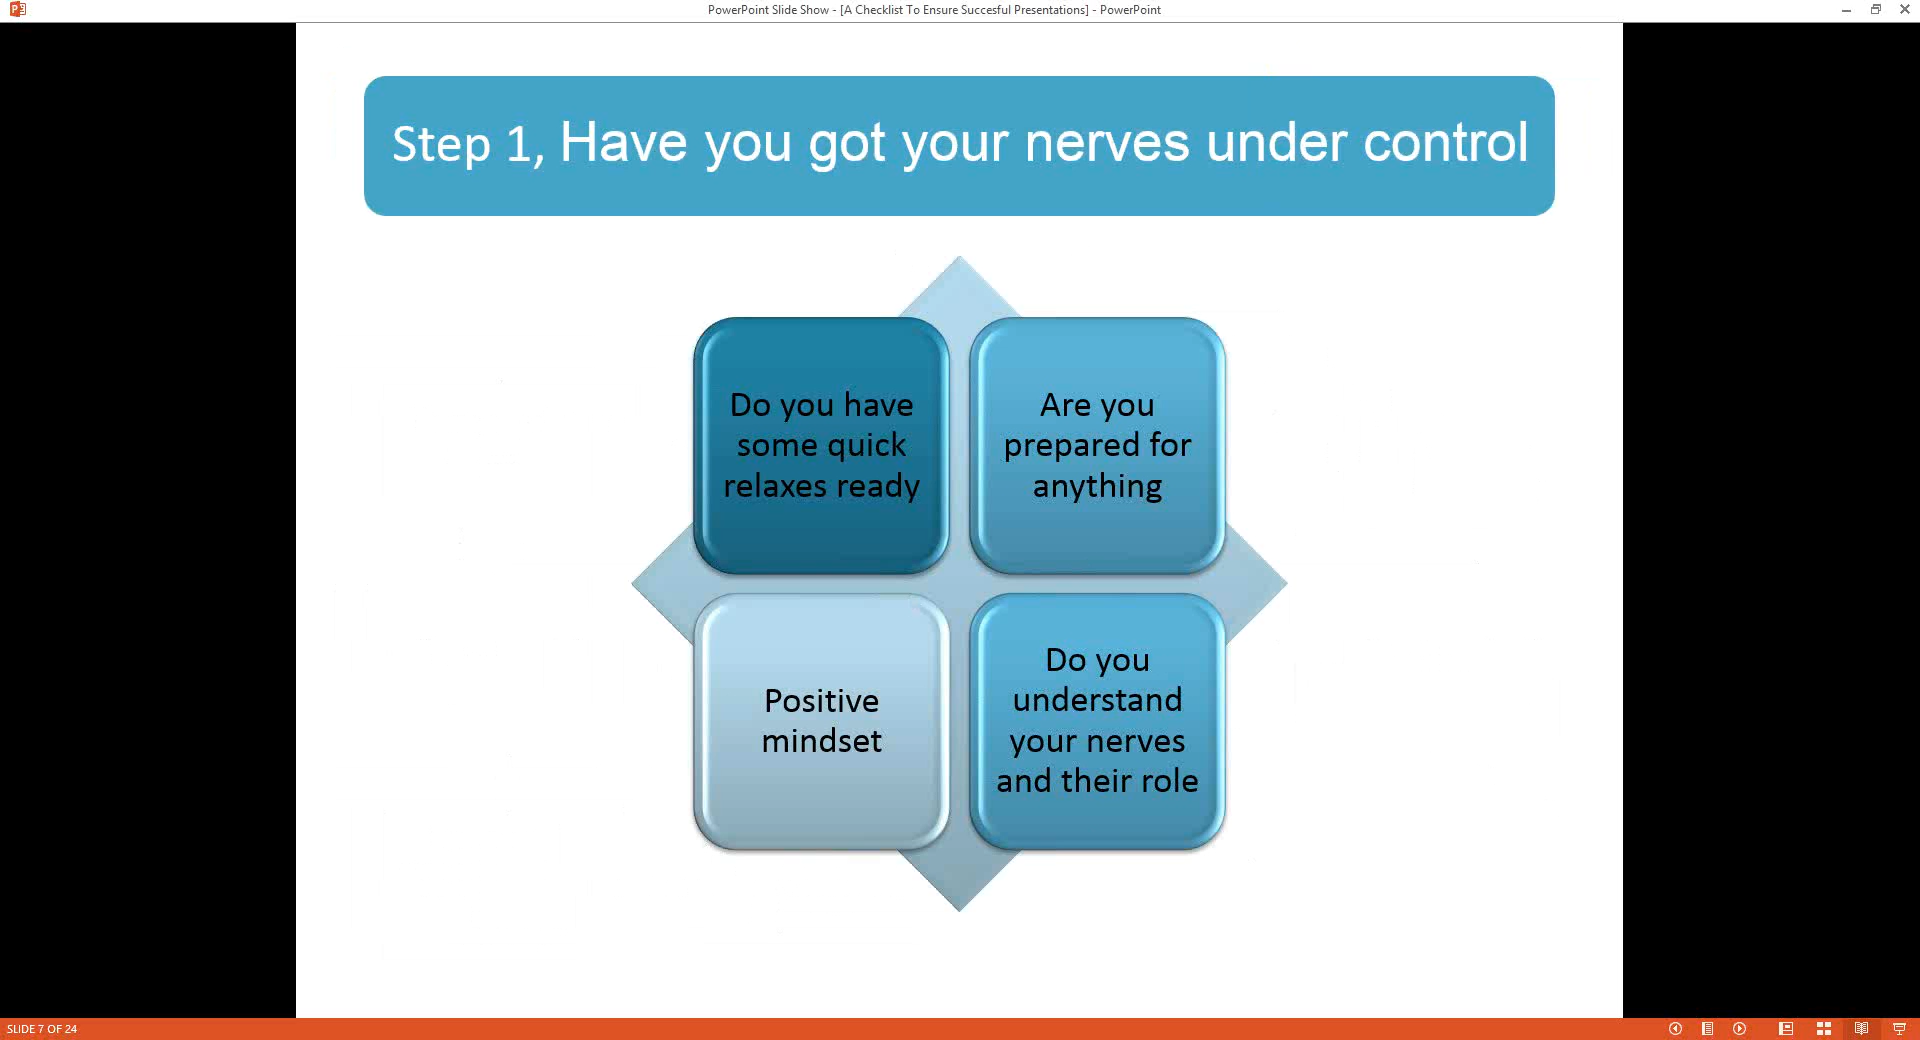 PowerPoint Slide Show - [A Checklist To Ensure Succesful Presentations] - PowerPoint
Step 1, Have you got your nerves under control
Do you have
some quick
relaxes ready
Are you
prepared for
anything
Positive
mindset
Do you
understand
your nerves
and their role
SLIDE 7 OF 24